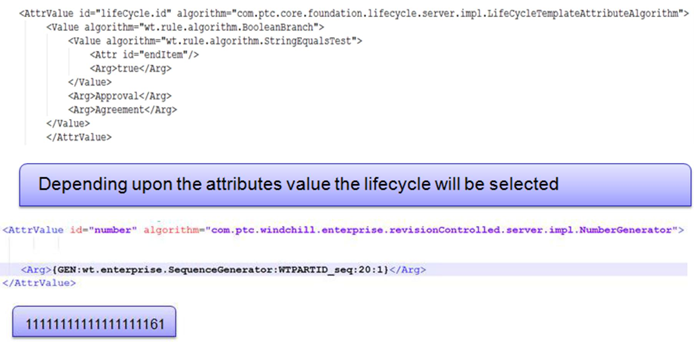 <AttrValue id="lifeCycle.id" algorithm="com.ptc.core.foundation.lifecycle.server.impl.LifeCycleTemplateAttributeAlgorithm">
<Value algorithm="wt.rule.algorithm.BooleanBranch">
<Value algorithm="wt.rule.algorithm.StringEqualsTest">
<Attr id="endItem"/>
<Arg>true</Arg>
</Value>
<Arg>Approval</Arg>
<Arg>Agreement</Arg>
</Value>
</AttrValue>
Depending upon the attributes value the lifecycle will be selected
<AttrValue id="number" algorithm="com.ptc.windchill.enterprise.revisionControlled.server.impl.NumberGenerator">
<Arg>{GEN:wt.enterprise.SequenceGenerator:WTPARTID_seq:20:1}</Arg>
</AttrValue>
11111111111111111161